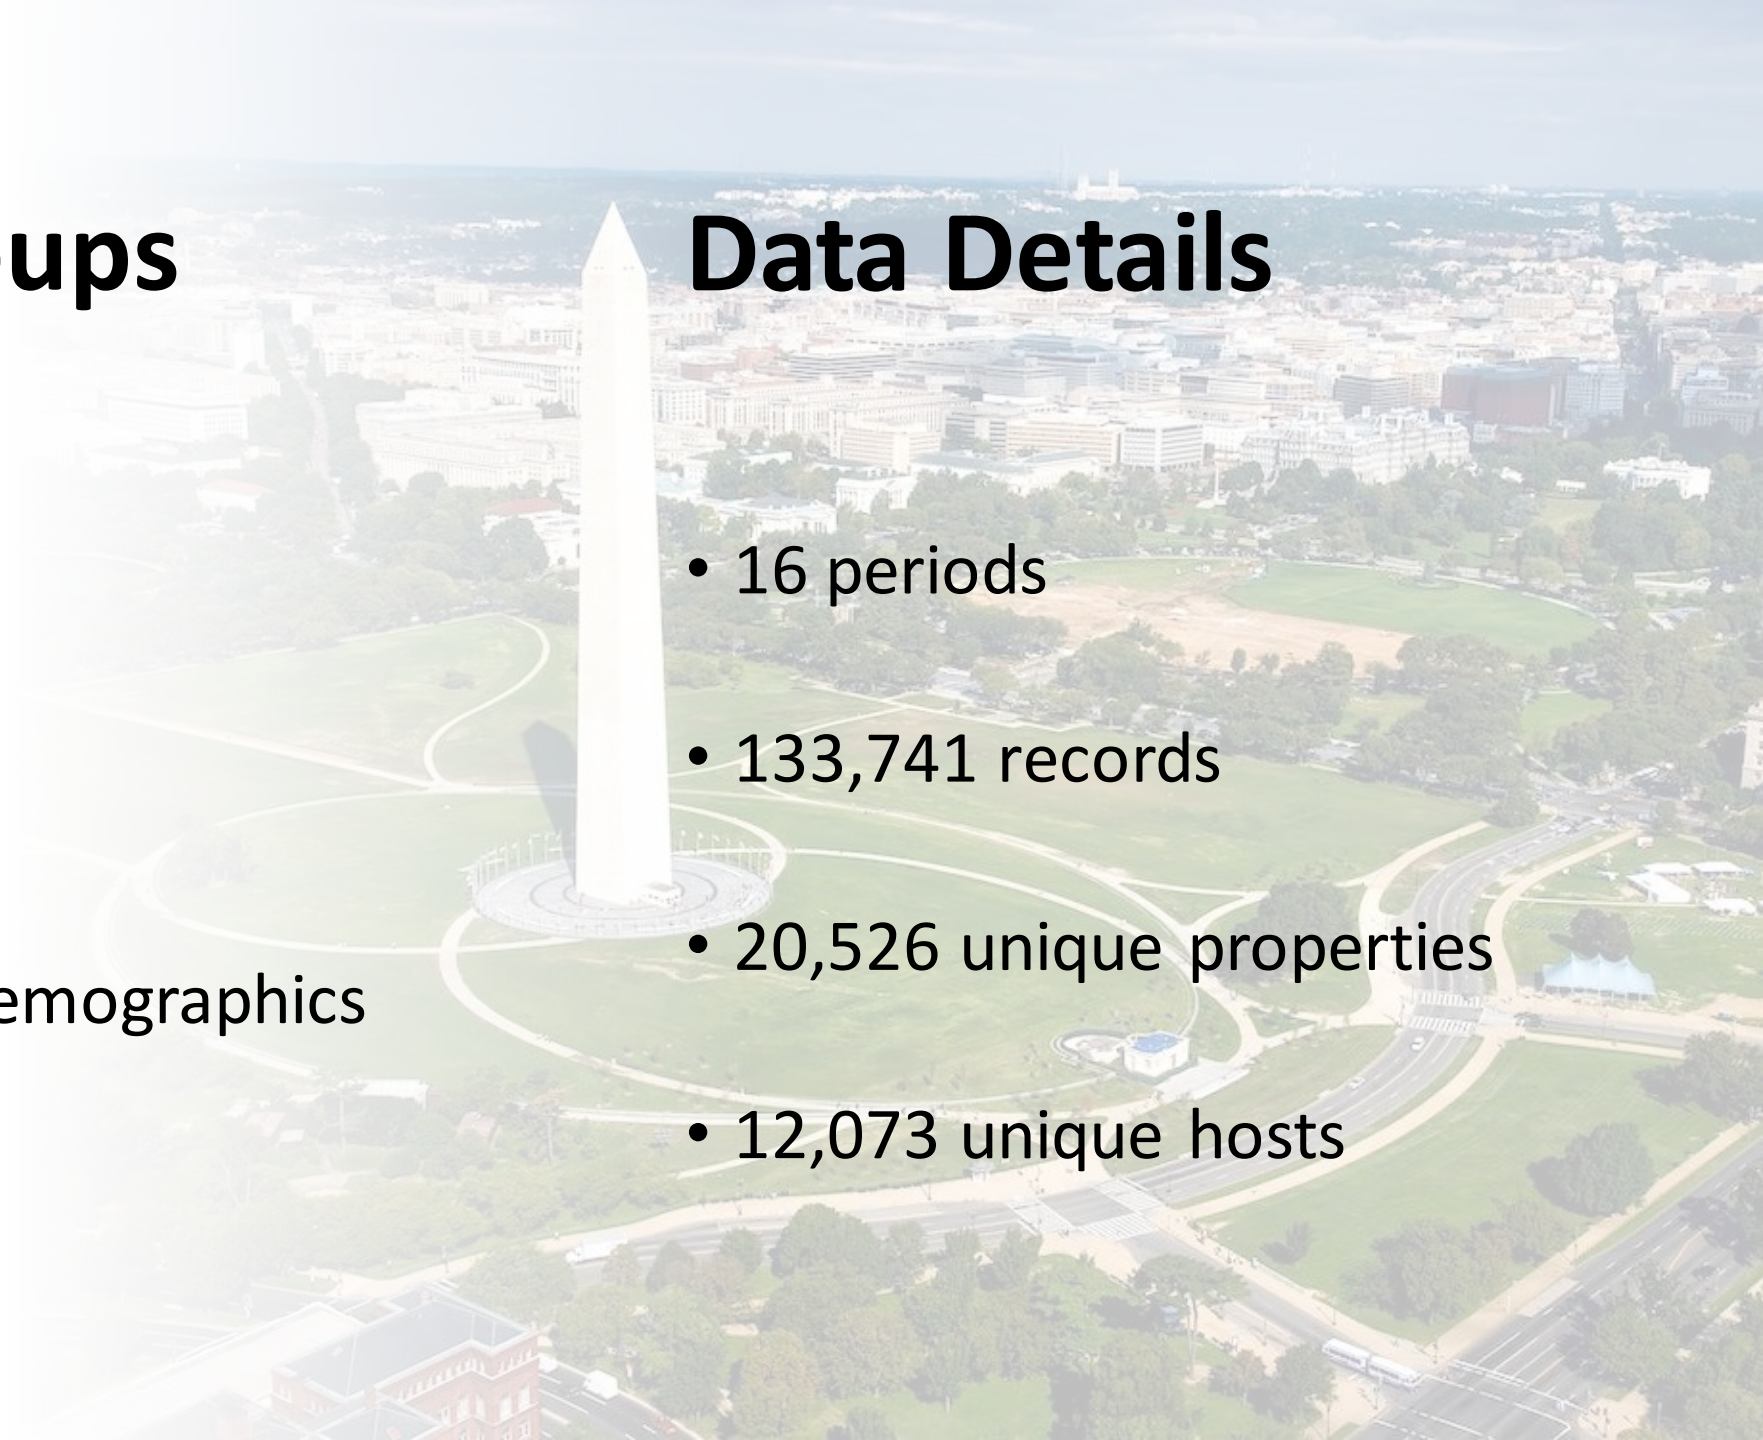 -ups
emographics
Data Details
• 16 periods
• 133,741 records
• 20,526 unique properties
• 12,073 unique hosts